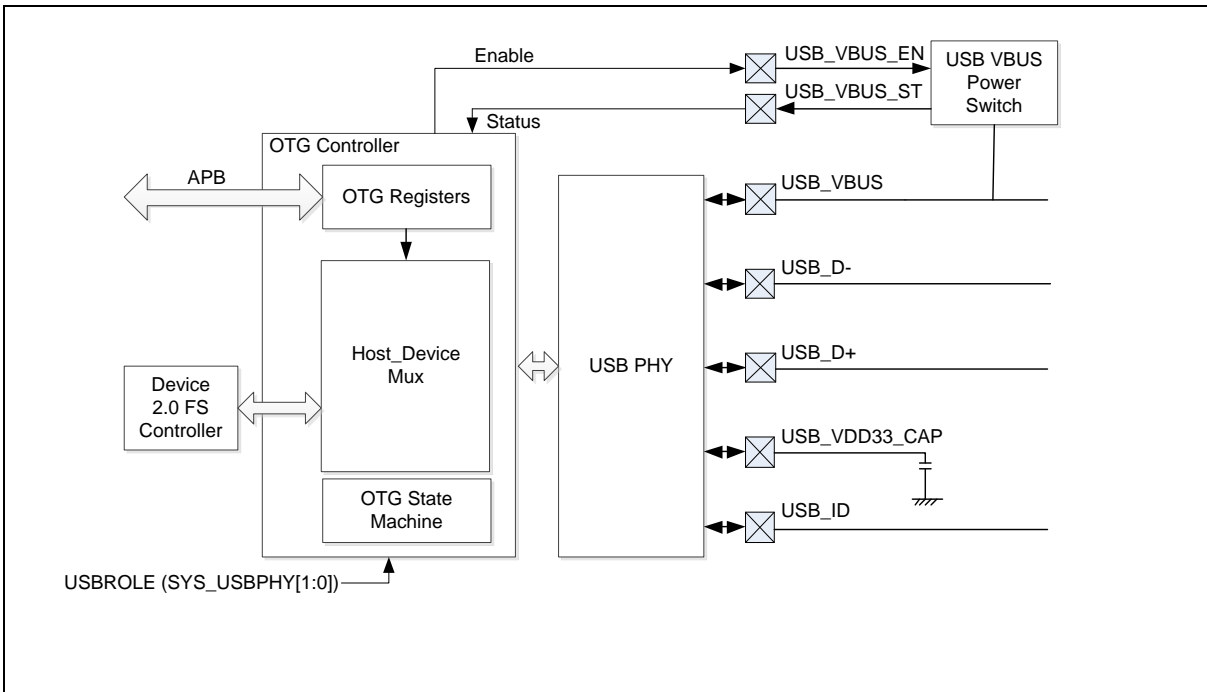 Enable
USB_VBUS_EN
USB VBUS
Power
Switch
USB_VBUS_ST
Status
OTG Controller
APB
OTG Registers
USB_VBUS
USB_D-
Host_Device
Mux
USB PHY
USB_D+
Device
2.0 FS
Controller
USB_VDD33_CAP
OTG State
Machine
USB_ID
USBROLE (SYS_USBPHY[1:0])